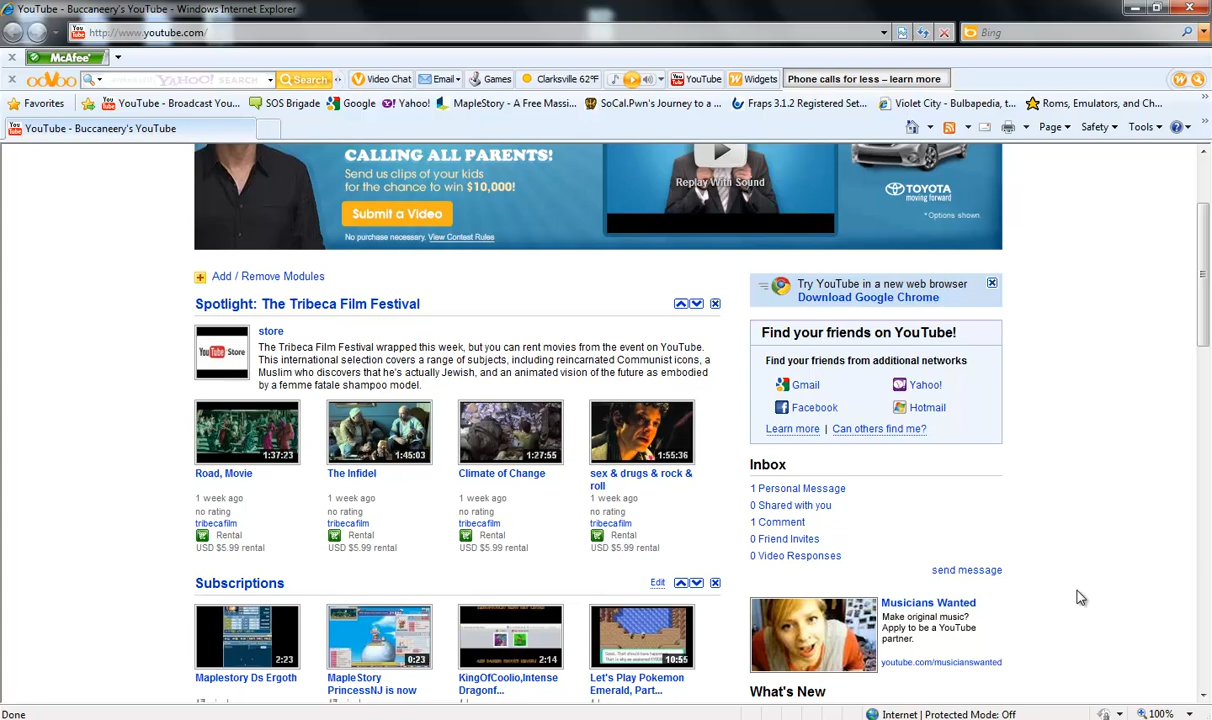 YouTube - Buccaneery's YouTube - Windows Internet Explorer
http://www.youtube.com/
Bing
McAfee
ooVoo YAHOO! SEARCH Search Video Chat Email Games Clarksville 62°F YouTube Widgets Phone calls for less – learn more
Favorites YouTube - Broadcast You... SOS Brigade Google Yahoo! MapleStory - A Free Massi... SoCal.Pwn's Journey to a ... Fraps 3.1.2 Registered Set... Violet City - Bulbapedia, t... Roms, Emulators, and Ch...
YouTube - Buccaneery's YouTube
Page Safety Tools
CALLING ALL PARENTS!
Send us clips of your kids
for the chance to win $10,000!
Submit a Video
No purchase necessary. View Contest Rules
Replay With Sound
TOYOTA
moving forward
*Options shown.
Add / Remove Modules
Spotlight: The Tribeca Film Festival
YouTube Store
store
The Tribeca Film Festival wrapped this week, but you can rent movies from the event on YouTube.
This international selection covers a range of subjects, including reincarnated Communist icons, a
Muslim who discovers that he's actually Jewish, and an animated vision of the future as embodied
by a femme fatale shampoo model.
1:37:23 1:45:03 1:27:55 1:55:36
Road, Movie
1 week ago
no rating
tribecafilm
Rental
USD $5.99 rental
The Infidel
1 week ago
no rating
tribecafilm
Rental
USD $5.99 rental
Climate of Change
1 week ago
no rating
tribecafilm
Rental
USD $5.99 rental
sex & drugs & rock &
roll
1 week ago
no rating
tribecafilm
Rental
USD $5.99 rental
Subscriptions
Edit
2:23 0:23 2:14 10:55
Maplestory Ds Ergoth
MapleStory
PrincessNJ is now
KingOfCoolio,Intense
Dragonf...
Let's Play Pokemon
Emerald, Part...
Try YouTube in a new web browser
Download Google Chrome
Find your friends on YouTube!
Find your friends from additional networks
Gmail Yahoo!
Facebook Hotmail
Learn more | Can others find me?
Inbox
1 Personal Message
0 Shared with you
1 Comment
0 Friend Invites
0 Video Responses
send message
Musicians Wanted
Make original music?
Apply to be a YouTube
partner.
youtube.com/musicianswanted
What's New
Done
Internet | Protected Mode: Off
100%